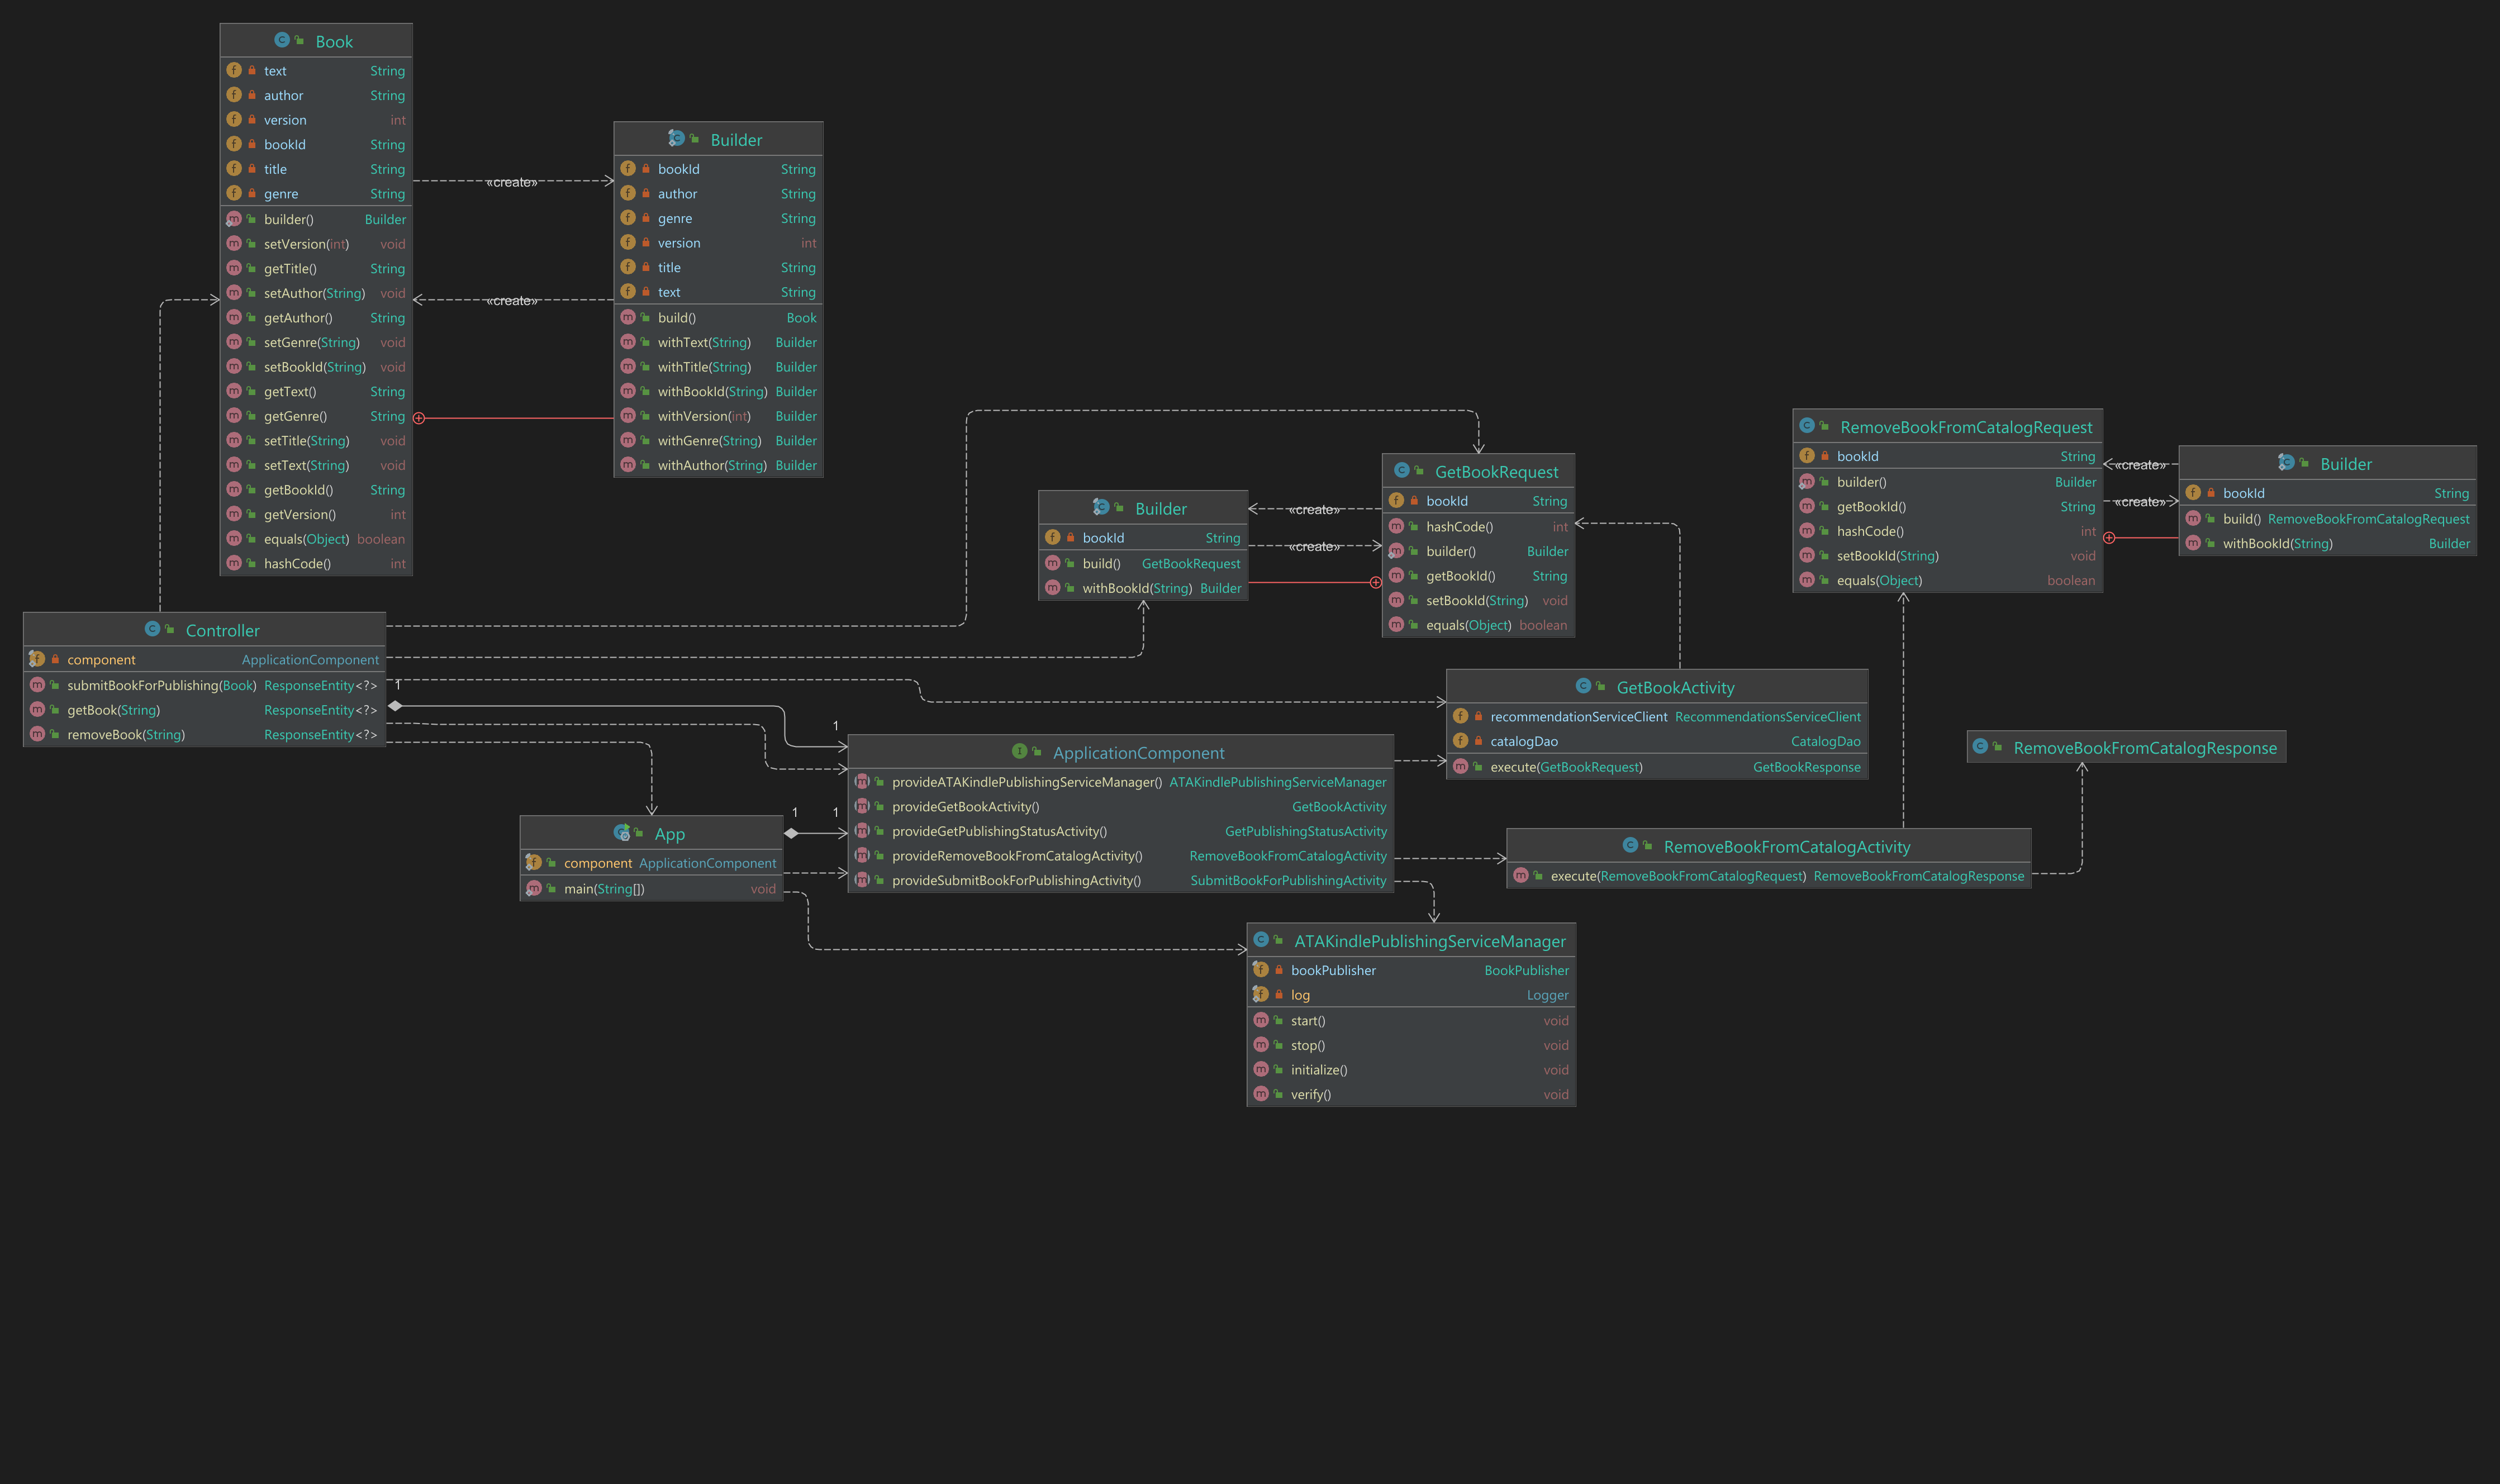 Book
text String
author String
version int
bookId String
title String
genre String
builder() Builder
setVersion(int) void
getTitle() String
setAuthor(String) void
getAuthor() String
setGenre(String) void
setBookId(String) void
getText() String
getGenre() String
setTitle(String) void
setText(String) void
getBookId() String
getVersion() int
equals(Object) boolean
hashCode() int
«create»
«create»
Builder
bookId String
author String
genre String
version int
title String
text String
build() Book
withText(String) Builder
withTitle(String) Builder
withBookId(String) Builder
withVersion(int) Builder
withGenre(String) Builder
withAuthor(String) Builder
Builder
bookId String
build() GetBookRequest
withBookId(String) Builder
«create»
«create»
GetBookRequest
bookId String
hashCode() int
builder() Builder
getBookId() String
setBookId(String) void
equals(Object) boolean
RemoveBookFromCatalogRequest
bookId String
builder() Builder
getBookId() String
hashCode() int
setBookId(String) void
equals(Object) boolean
«create»
«create»
Builder
bookId String
build() RemoveBookFromCatalogRequest
withBookId(String) Builder
Controller
component ApplicationComponent
submitBookForPublishing(Book) ResponseEntity<?>
getBook(String) ResponseEntity<?>
removeBook(String) ResponseEntity<?>
1
1
GetBookActivity
recommendationServiceClient RecommendationsServiceClient
catalogDao CatalogDao
execute(GetBookRequest) GetBookResponse
RemoveBookFromCatalogResponse
ApplicationComponent
provideATAKindlePublishingServiceManager() ATAKindlePublishingServiceManager
provideGetBookActivity() GetBookActivity
provideGetPublishingStatusActivity() GetPublishingStatusActivity
provideRemoveBookFromCatalogActivity() RemoveBookFromCatalogActivity
provideSubmitBookForPublishingActivity() SubmitBookForPublishingActivity
1
1
App
component ApplicationComponent
main(String[]) void
RemoveBookFromCatalogActivity
execute(RemoveBookFromCatalogRequest) RemoveBookFromCatalogResponse
ATAKindlePublishingServiceManager
bookPublisher BookPublisher
log Logger
start() void
stop() void
initialize() void
verify() void